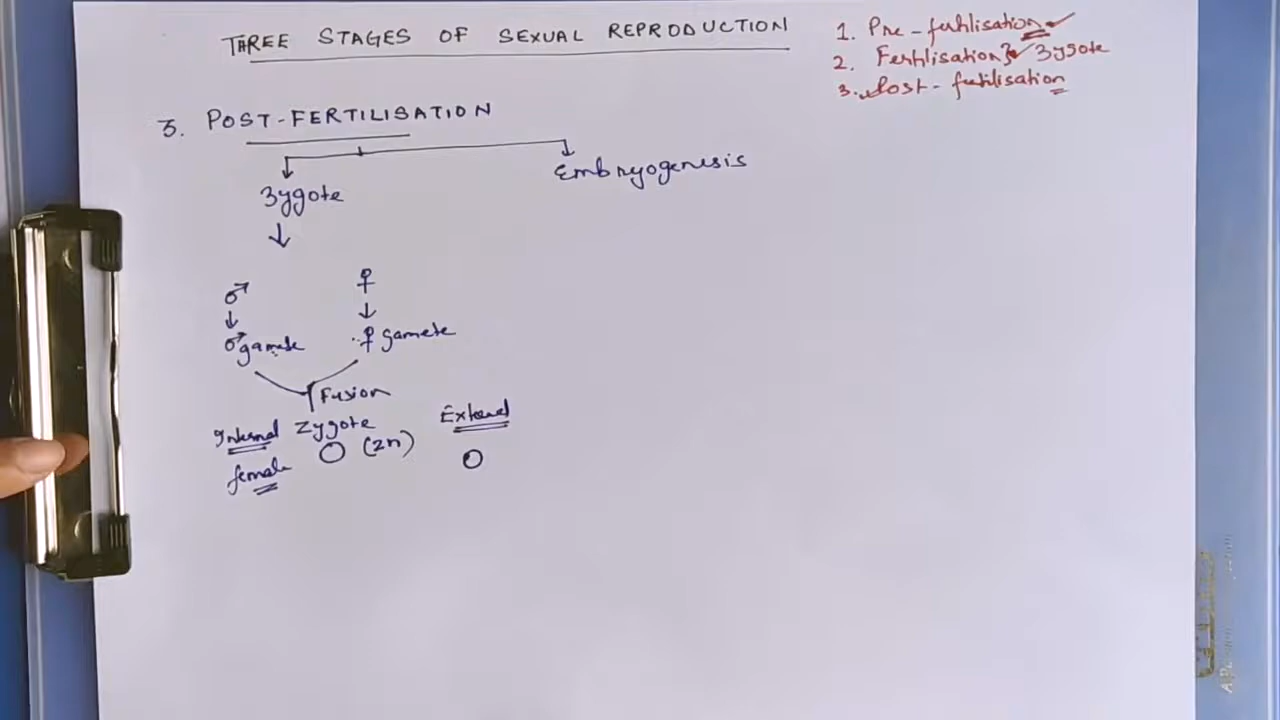 THREE STAGES OF SEXUAL REPRODUCTION
1. Pre-fertilisation
2. Fertilisation} Zygote
3. Post-fertilisation
3. POST-FERTILISATION
Zygote
Embryogenesis
♂ ♀
♂ gamete ♀ gamete
Fusion
Internal Zygote External
female (2n)